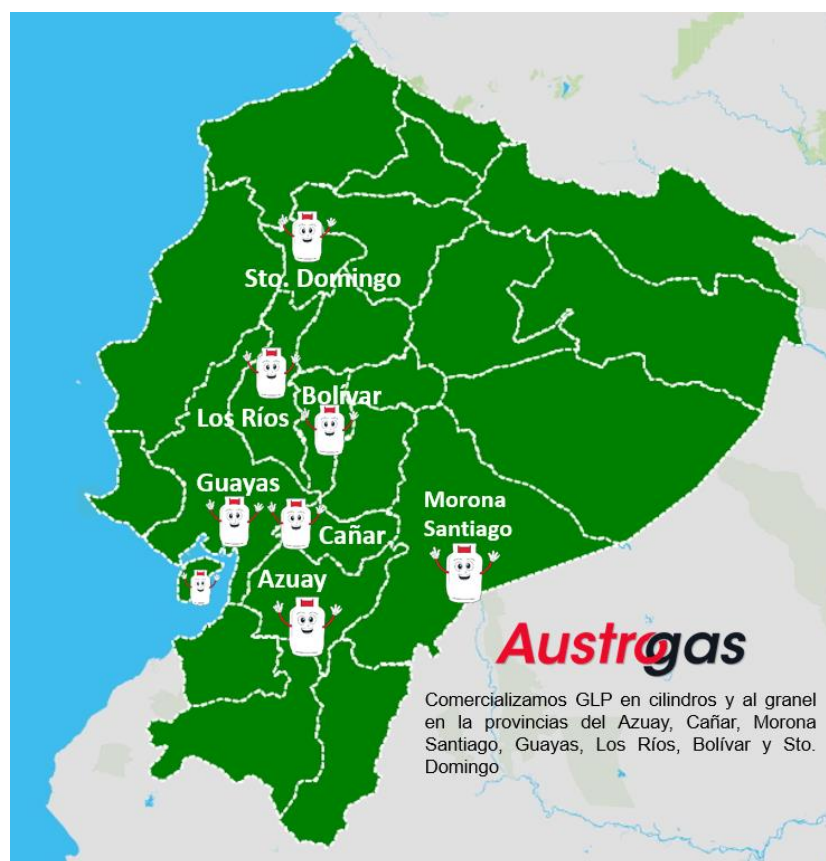 Sto. Domingo
Bolívar
Los Ríos
Guayas
Morona
Santiago
Cañar
Azuay
Austrogas
Comercializamos GLP en cilindros y al granel
en la provincias del Azuay, Cañar, Morona
Santiago, Guayas, Los Ríos, Bolívar y Sto.
Domingo